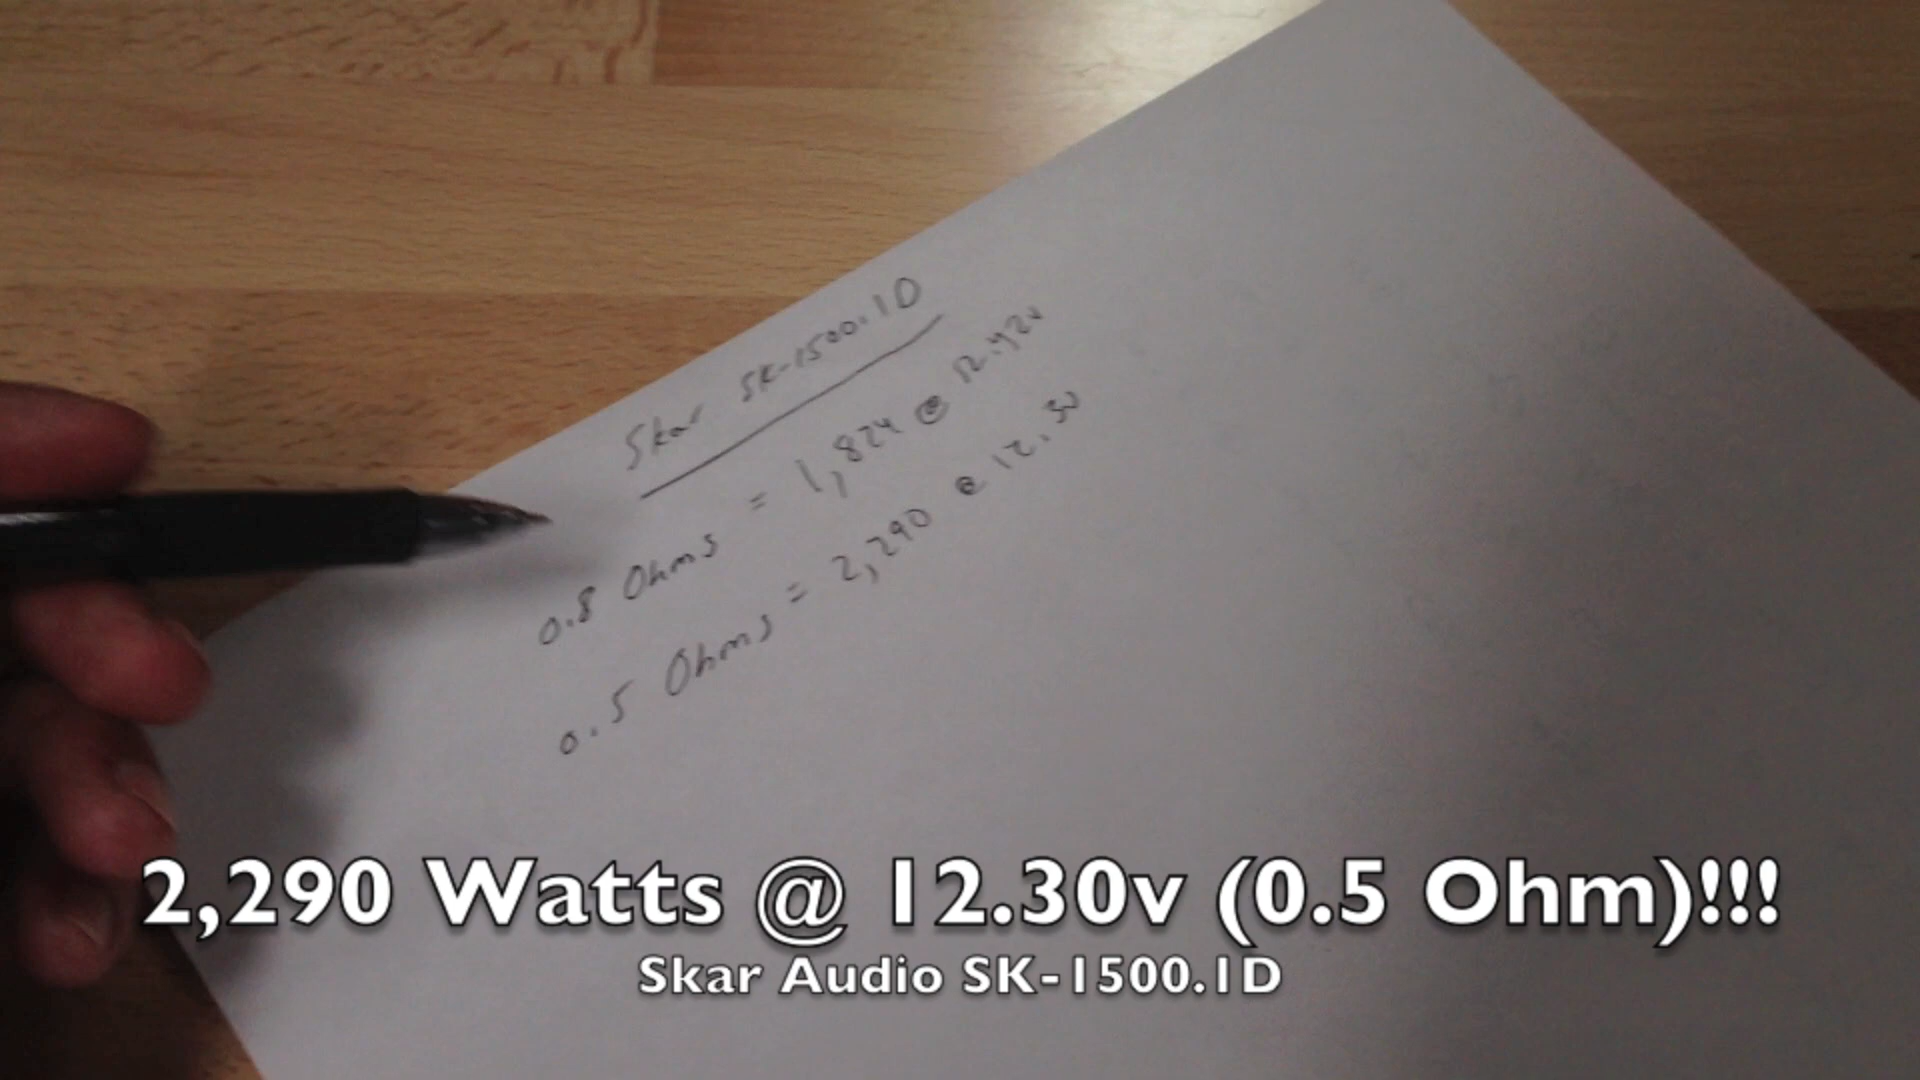 Skar SK-1500.1D
0.8 Ohms = 1,824 @ 12.42v
0.5 Ohms = 2,290 @ 12.3v
2,290 Watts @ 12.30v (0.5 Ohm)!!!
Skar Audio SK-1500.1D